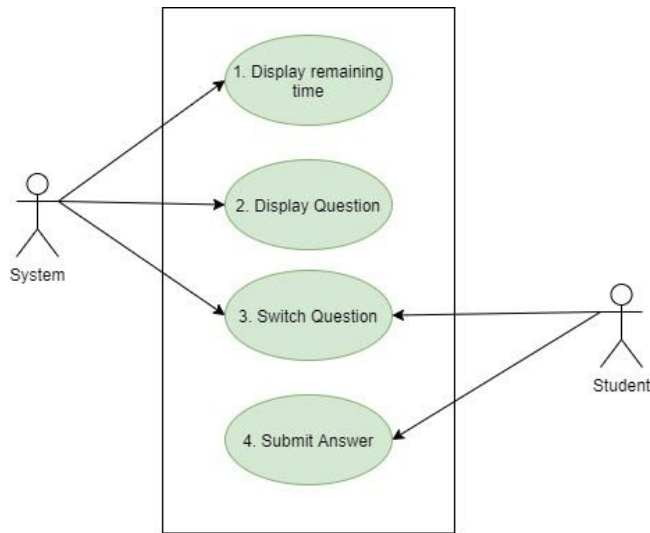 1. Display remaining
time
2. Display Question
System
3. Switch Question
Student
4. Submit Answer